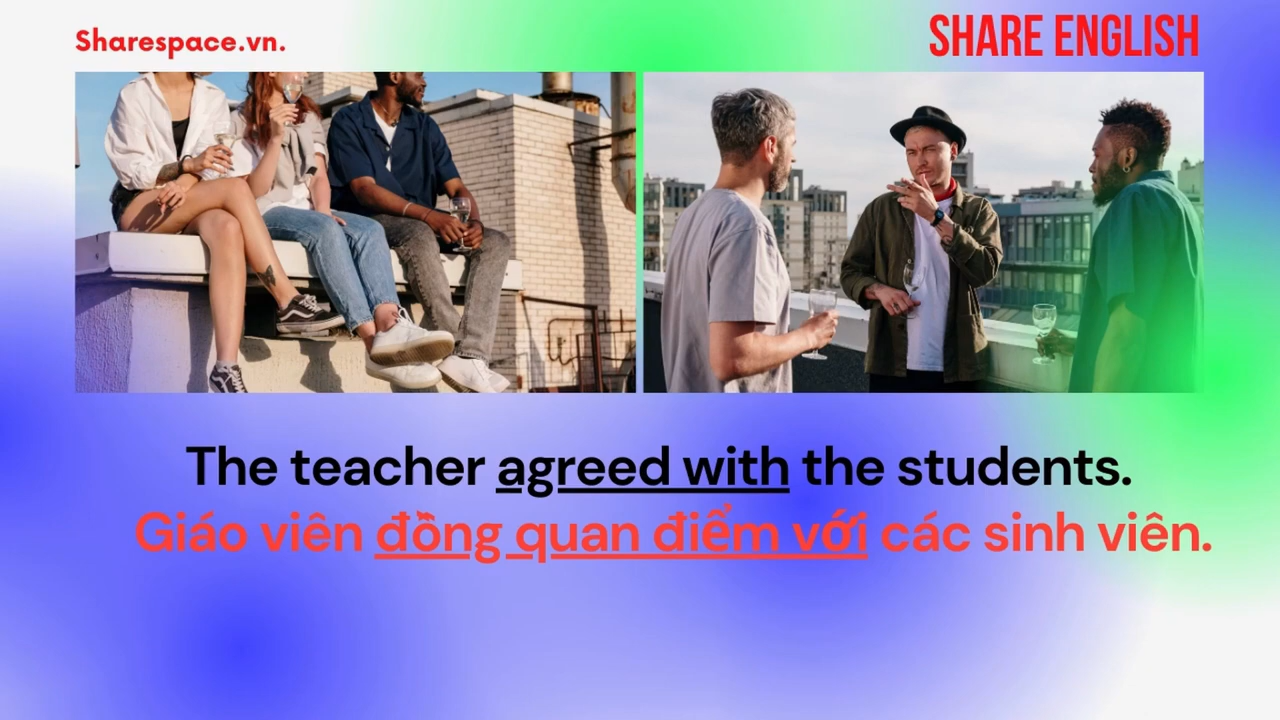 Sharespace.vn.
SHARE ENGLISH
The teacher agreed with the students.
Giáo viên đồng quan điểm với các sinh viên.